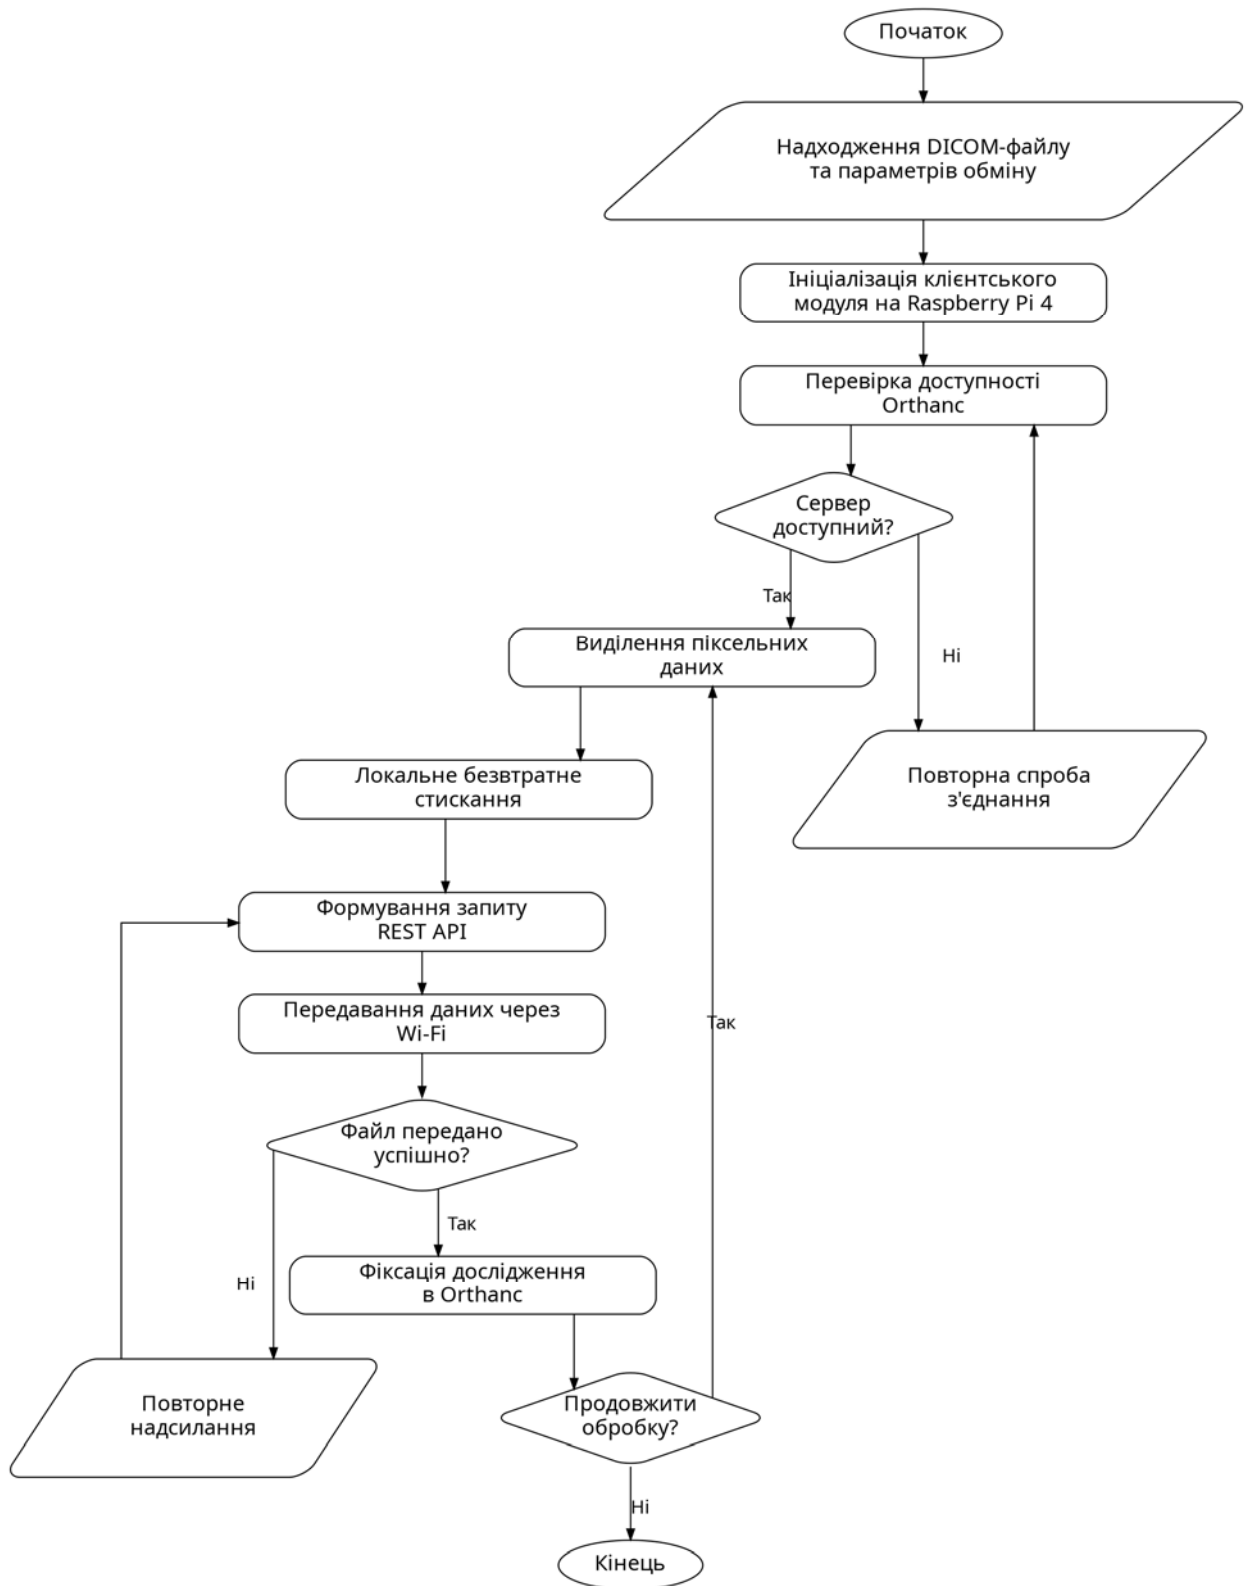 Початок
Надходження DICOM-файлу
та параметрів обміну
Ініціалізація клієнтського
модуля на Raspberry Pi 4
Перевірка доступності
Orthanc
Сервер
доступний?
Так
Ні
Виділення піксельних
даних
Повторна спроба
з'єднання
Локальне безвтратне
стискання
Формування запиту
REST API
Передавання даних через
Wi-Fi
Так
Файл передано
успішно?
Так
Ні
Фіксація дослідження
в Orthanc
Повторне
надсилання
Продовжити
обробку?
Ні
Кінець